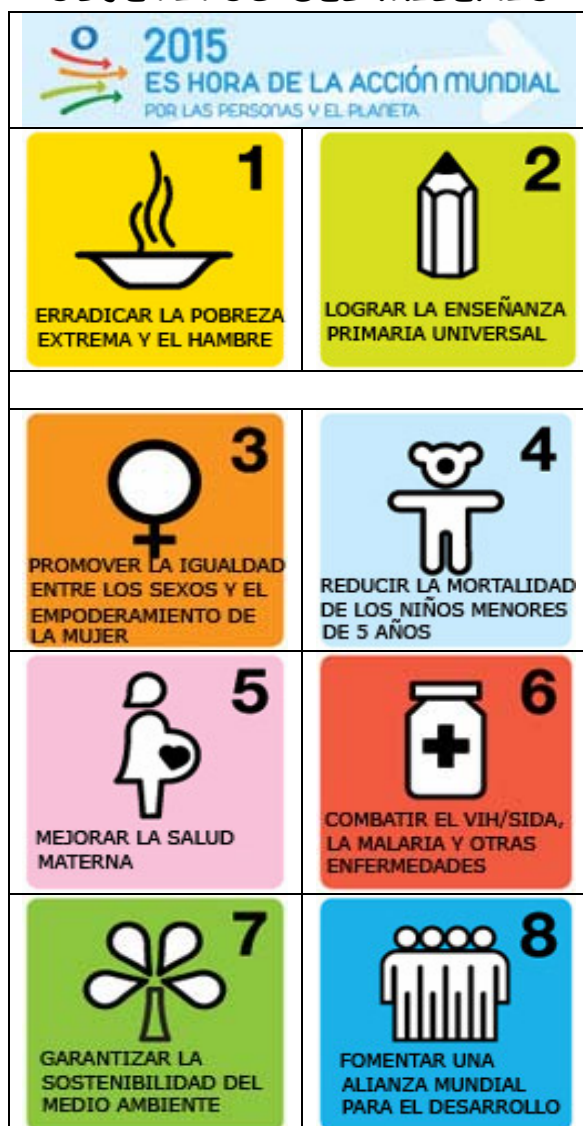 2015
ES HORA DE LA ACCIÓN MUNDIAL
POR LAS PERSONAS Y EL PLANETA
1
ERRADICAR LA POBREZA
EXTREMA Y EL HAMBRE
2
LOGRAR LA ENSEÑANZA
PRIMARIA UNIVERSAL
3
PROMOVER LA IGUALDAD
ENTRE LOS SEXOS Y EL
EMPODERAMIENTO DE
LA MUJER
4
REDUCIR LA MORTALIDAD
DE LOS NIÑOS MENORES
DE 5 AÑOS
5
MEJORAR LA SALUD
MATERNA
6
COMBATIR EL VIH/SIDA,
LA MALARIA Y OTRAS
ENFERMEDADES
7
GARANTIZAR LA
SOSTENIBILIDAD DEL
MEDIO AMBIENTE
8
FOMENTAR UNA
ALIANZA MUNDIAL
PARA EL DESARROLLO